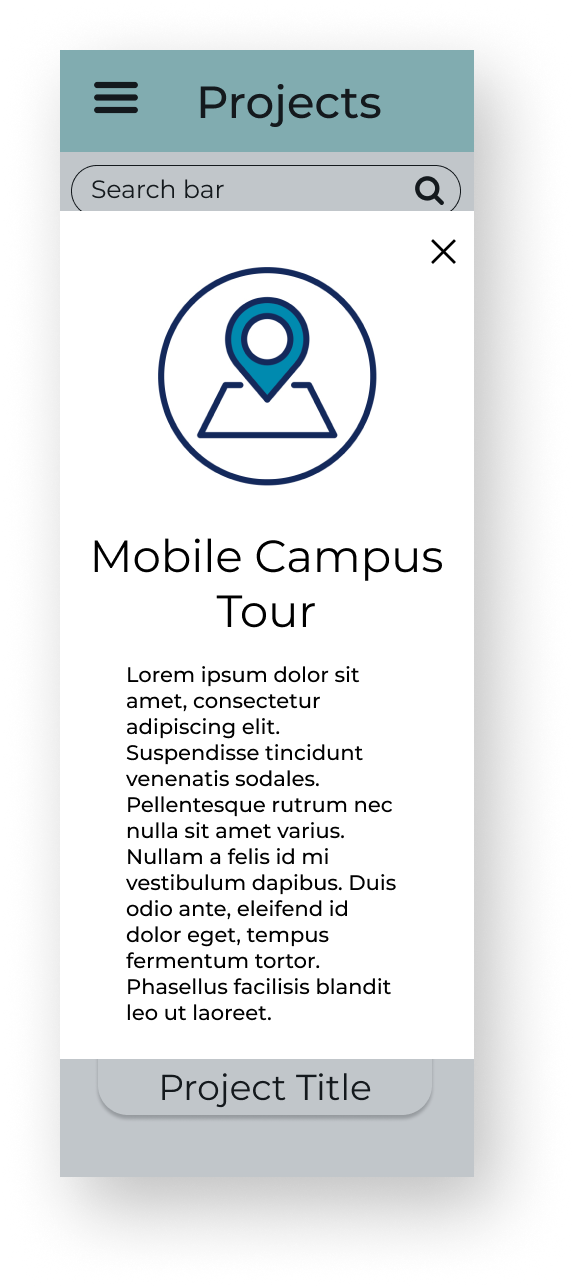 Projects
Search bar
Mobile Campus
Tour
Lorem ipsum dolor sit
amet, consectetur
adipiscing elit.
Suspendisse tincidunt
venenatis sodales.
Pellentesque rutrum nec
nulla sit amet varius.
Nullam a felis id mi
vestibulum dapibus. Duis
odio ante, eleifend id
dolor eget, tempus
fermentum tortor.
Phasellus facilisis blandit
leo ut laoreet.
Project Title